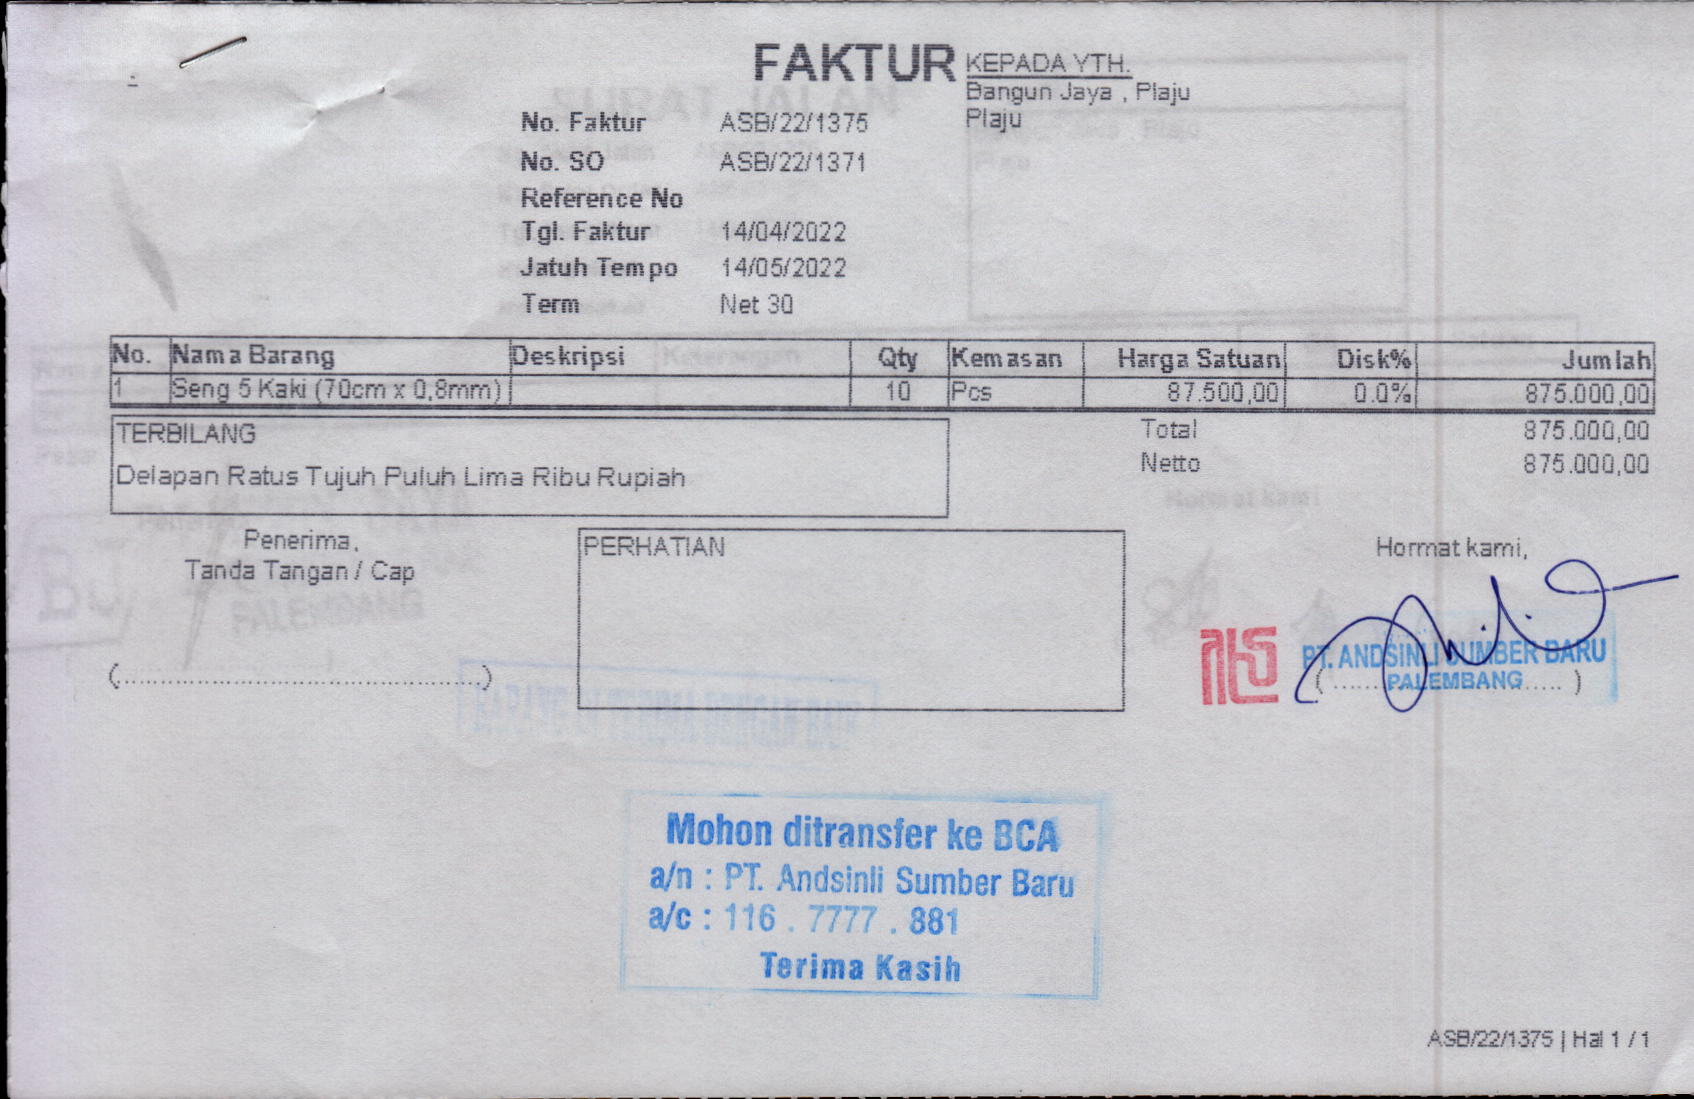 FAKTUR
KEPADA YTH.
Bangun Jaya , Plaju
Plaju
No. Faktur ASB/22/1375
No. SO ASB/22/1371
Reference No
Tgl. Faktur 14/04/2022
Jatuh Tempo 14/05/2022
Term Net 30
No. Nama Barang Deskripsi Qty Kemasan Harga Satuan Disk% Jumlah
1 Seng 5 Kaki (70cm x 0,8mm) 10 Pcs 87.500,00 0.0% 875.000,00
TERBILANG
Delapan Ratus Tujuh Puluh Lima Ribu Rupiah
Total 875.000,00
Netto 875.000,00
Penerima,
Tanda Tangan / Cap
(..............................................)
PERHATIAN
Hormat kami,
PT. ANDSINLI SUMBER BARU
PALEMBANG
BARANG DI TERIMA DENGAN BAIK
Mohon ditransfer ke BCA
a/n : PT. Andsinli Sumber Baru
a/c : 116 . 7777 . 881
Terima Kasih
ASB/22/1375 | Hal 1 / 1